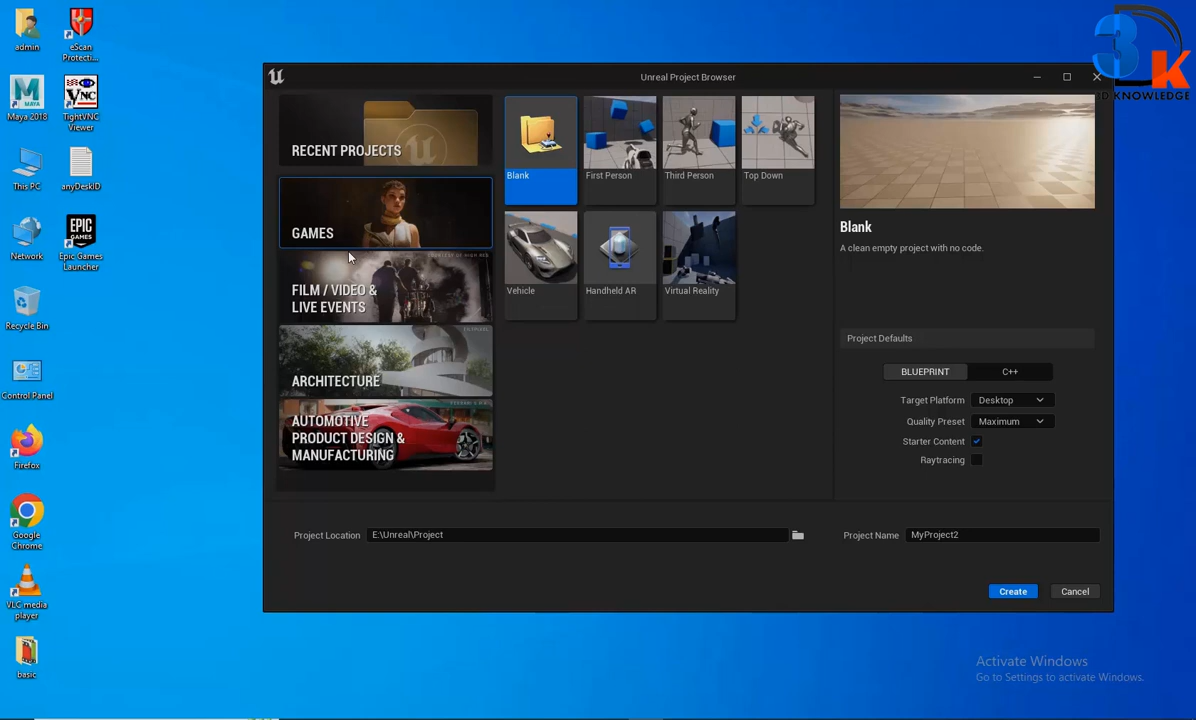 admin
eScan
Protecti...
Maya 2018
TightVNC
Viewer
This PC
anyDeskID
Network
Epic Games
Launcher
Recycle Bin
Control Panel
Firefox
Google
Chrome
VLC media
player
basic
Unreal Project Browser
RECENT PROJECTS
GAMES
FILM / VIDEO &
LIVE EVENTS
ARCHITECTURE
AUTOMOTIVE
PRODUCT DESIGN &
MANUFACTURING
Blank
First Person
Third Person
Top Down
Vehicle
Handheld AR
Virtual Reality
Blank
A clean empty project with no code.
Project Defaults
BLUEPRINT
C++
Target Platform
Desktop
Quality Preset
Maximum
Starter Content
Raytracing
Project Location
E:\Unreal\Project
Project Name
MyProject2
Create
Cancel
Activate Windows
Go to Settings to activate Windows.
3D K
D KNOWLEDGE
MAYA
VNC
EPIC
GAMES